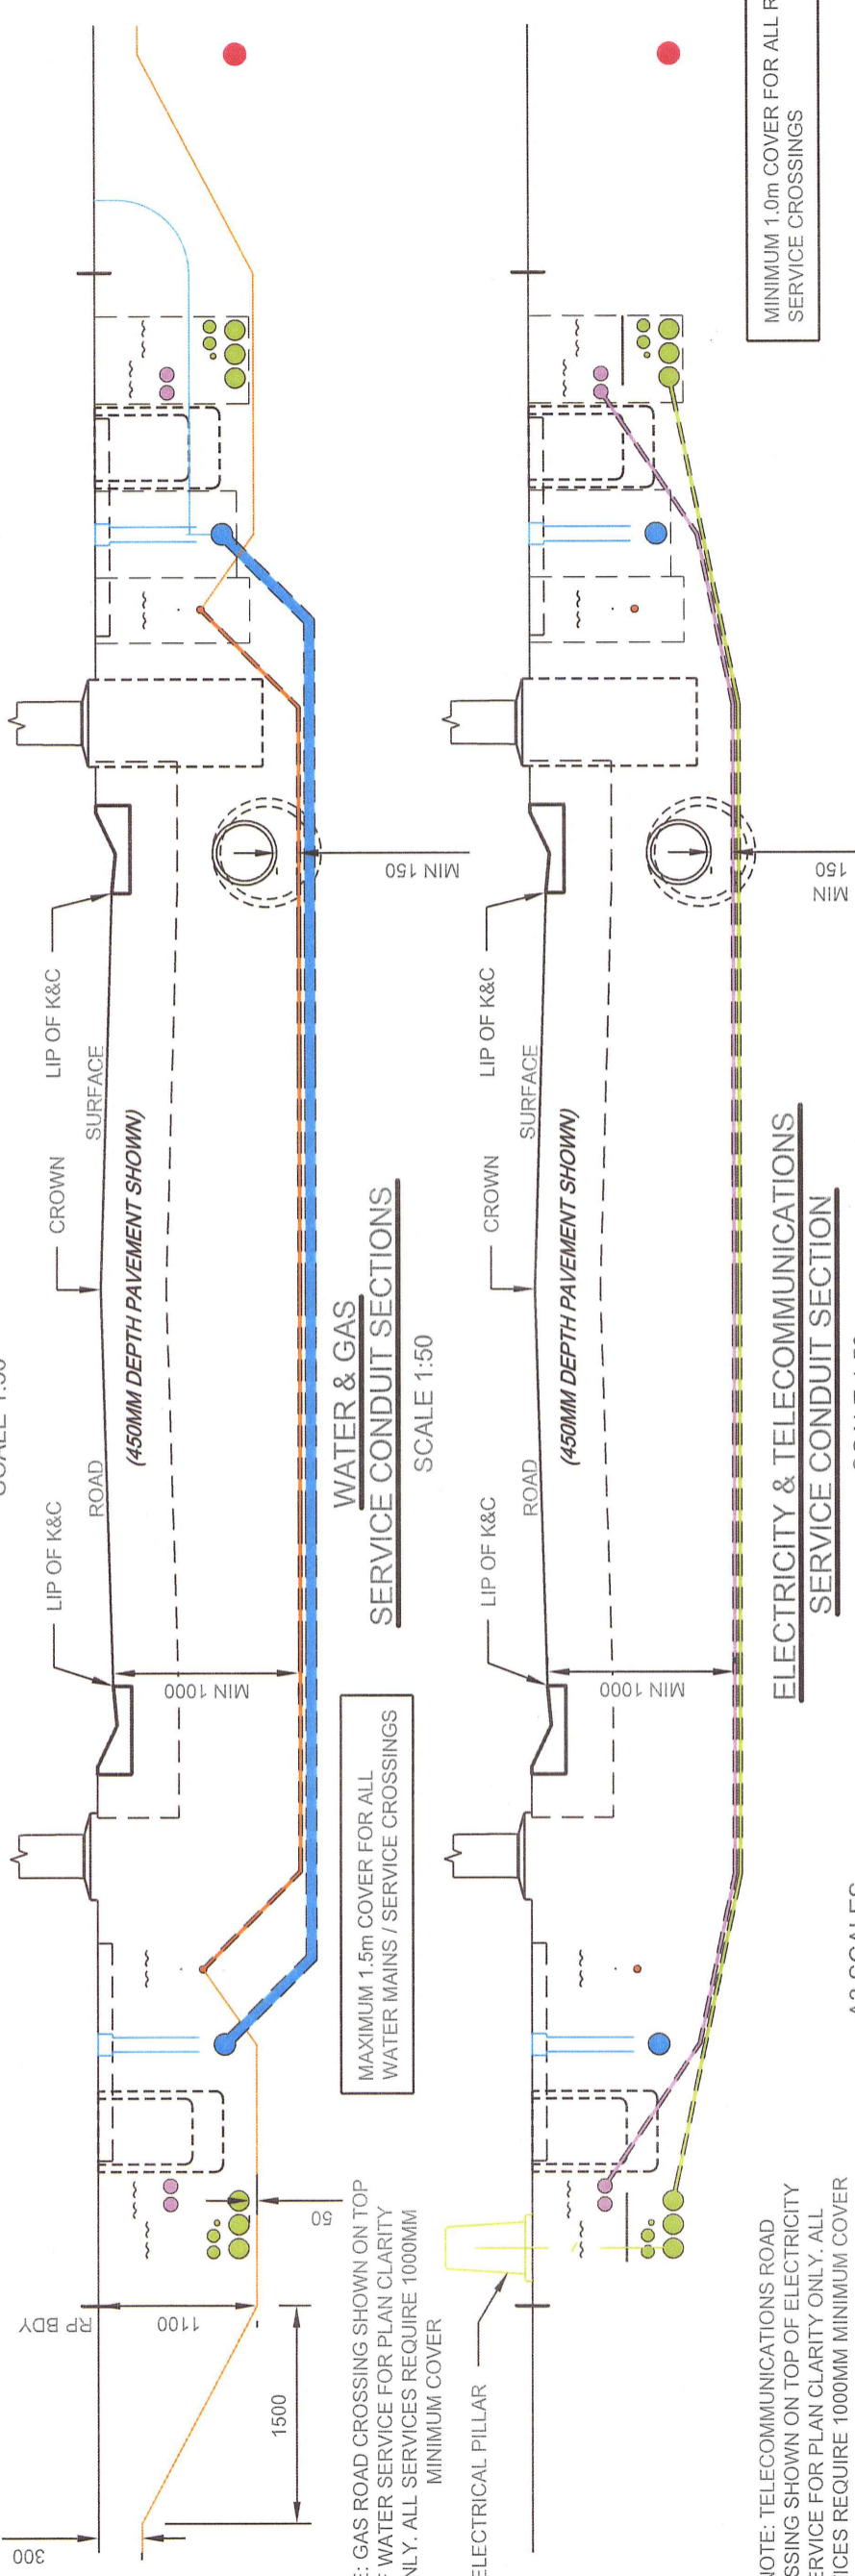 SCALE 1:50
300
1500
1100
RP BDY
50
LIP OF K&C
ROAD
CROWN
SURFACE
LIP OF K&C
(450MM DEPTH PAVEMENT SHOWN)
MIN 1000
MIN 150
MAXIMUM 1.5m COVER FOR ALL
WATER MAINS / SERVICE CROSSINGS
WATER & GAS
SERVICE CONDUIT SECTIONS
SCALE 1:50
: GAS ROAD CROSSING SHOWN ON TOP
WATER SERVICE FOR PLAN CLARITY
NLY. ALL SERVICES REQUIRE 1000MM
MINIMUM COVER
ELECTRICAL PILLAR
LIP OF K&C
ROAD
CROWN
SURFACE
LIP OF K&C
(450MM DEPTH PAVEMENT SHOWN)
MIN 1000
MIN
150
MINIMUM 1.0m COVER FOR ALL R
SERVICE CROSSINGS
ELECTRICITY & TELECOMMUNICATIONS
SERVICE CONDUIT SECTION
NOTE: TELECOMMUNICATIONS ROAD
SSING SHOWN ON TOP OF ELECTRICITY
ERVICE FOR PLAN CLARITY ONLY. ALL
ICES REQUIRE 1000MM MINIMUM COVER